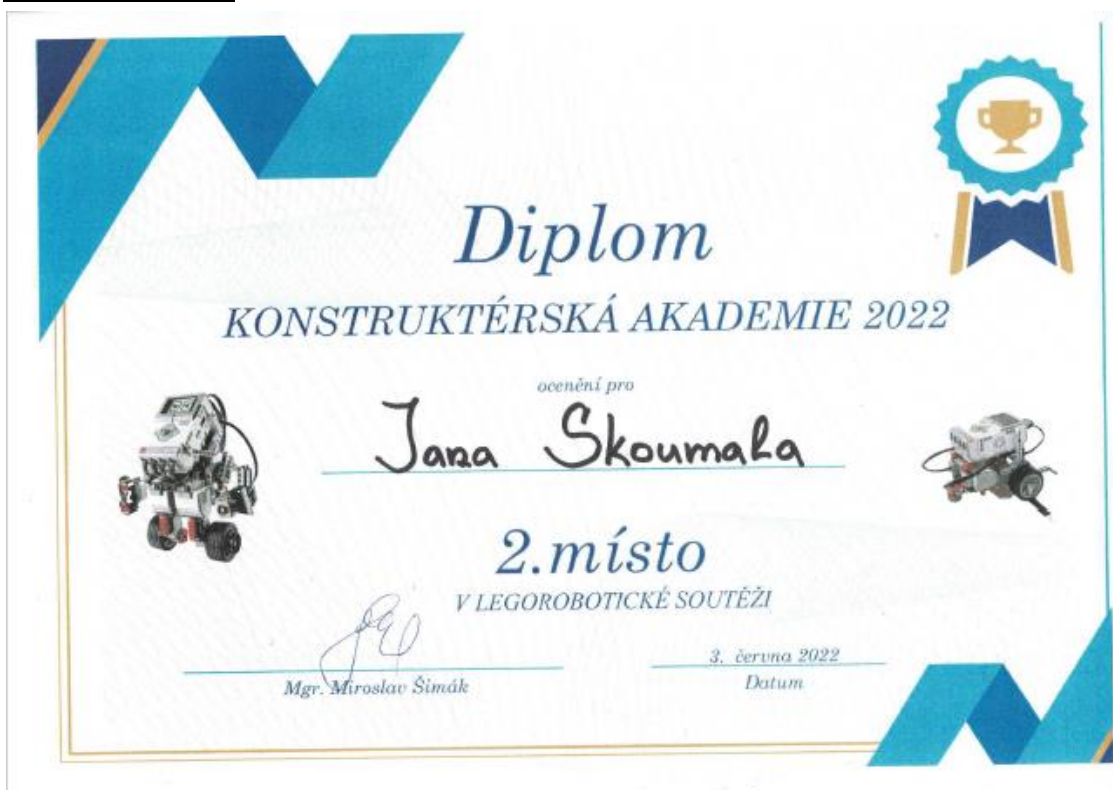 Diplom
KONSTRUKTÉRSKÁ AKADEMIE 2022
ocenění pro
Jana Skoumala
2.místo
V LEGOROBOTICKÉ SOUTĚŽI
3. června 2022
Mgr. Miroslav Šimák
Datum